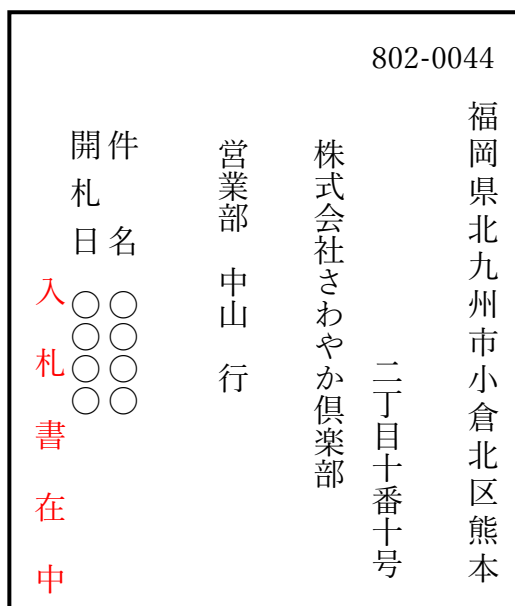 802-0044
福岡県北九州市小倉北区熊本
二丁目十番十号
株式会社さわやか倶楽部
営業部　中山　行
件　名　〇〇〇〇
開札日　〇〇〇〇
入札書在中